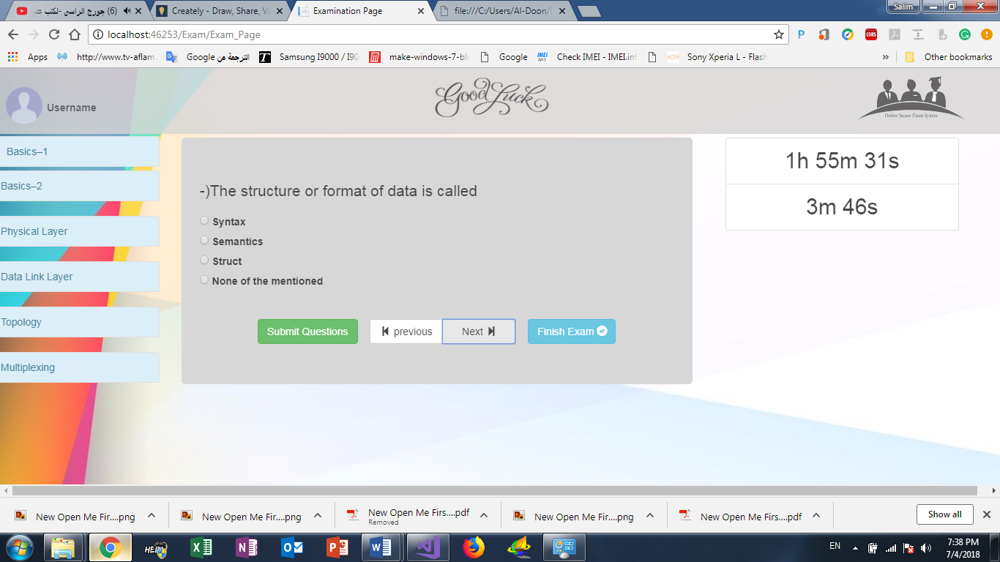 (6) جورج الراسي -لكتب عل
Creately - Draw, Share, V
Examination Page
file:///C:/Users/Al-Doon/
Salim
localhost:46253/Exam/Exam_Page
Apps
http://www.tv-aflam
الترجمة من Google
Samsung I9000 / I90
make-windows-7-bl
Google
Check IMEI - IMEI.inf
Sony Xperia L - Flash
» Other bookmarks
Username
Good Luck
Online Secure Exam System
Basics–1
Basics–2
Physical Layer
Data Link Layer
Topology
Multiplexing
-)The structure or format of data is called
Syntax
Semantics
Struct
None of the mentioned
Submit Questions
previous
Next
Finish Exam
1h 55m 31s
3m 46s
New Open Me Fir....png
New Open Me Fir....png
New Open Me Firs....pdf
Removed
New Open Me Fir....png
New Open Me Firs....pdf
Show all
EN
7:38 PM
7/4/2018